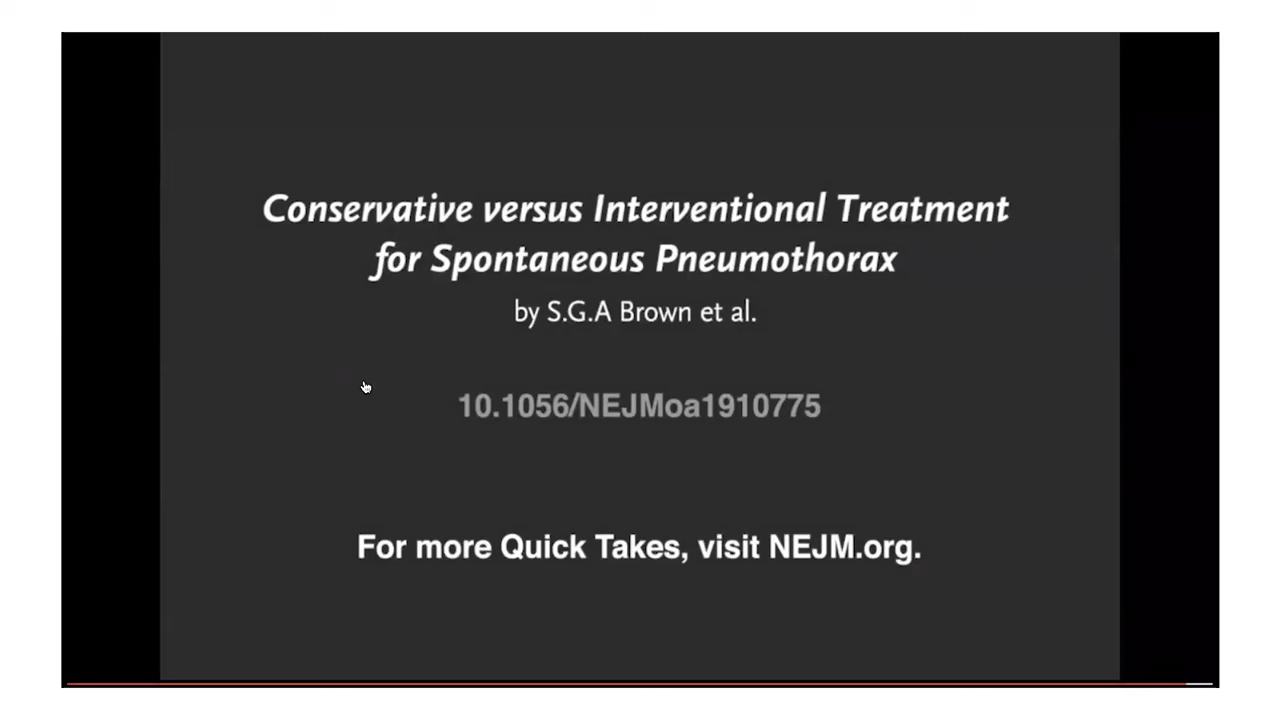 Conservative versus Interventional Treatment
for Spontaneous Pneumothorax
by S.G.A Brown et al.
10.1056/NEJMoa1910775
For more Quick Takes, visit NEJM.org.